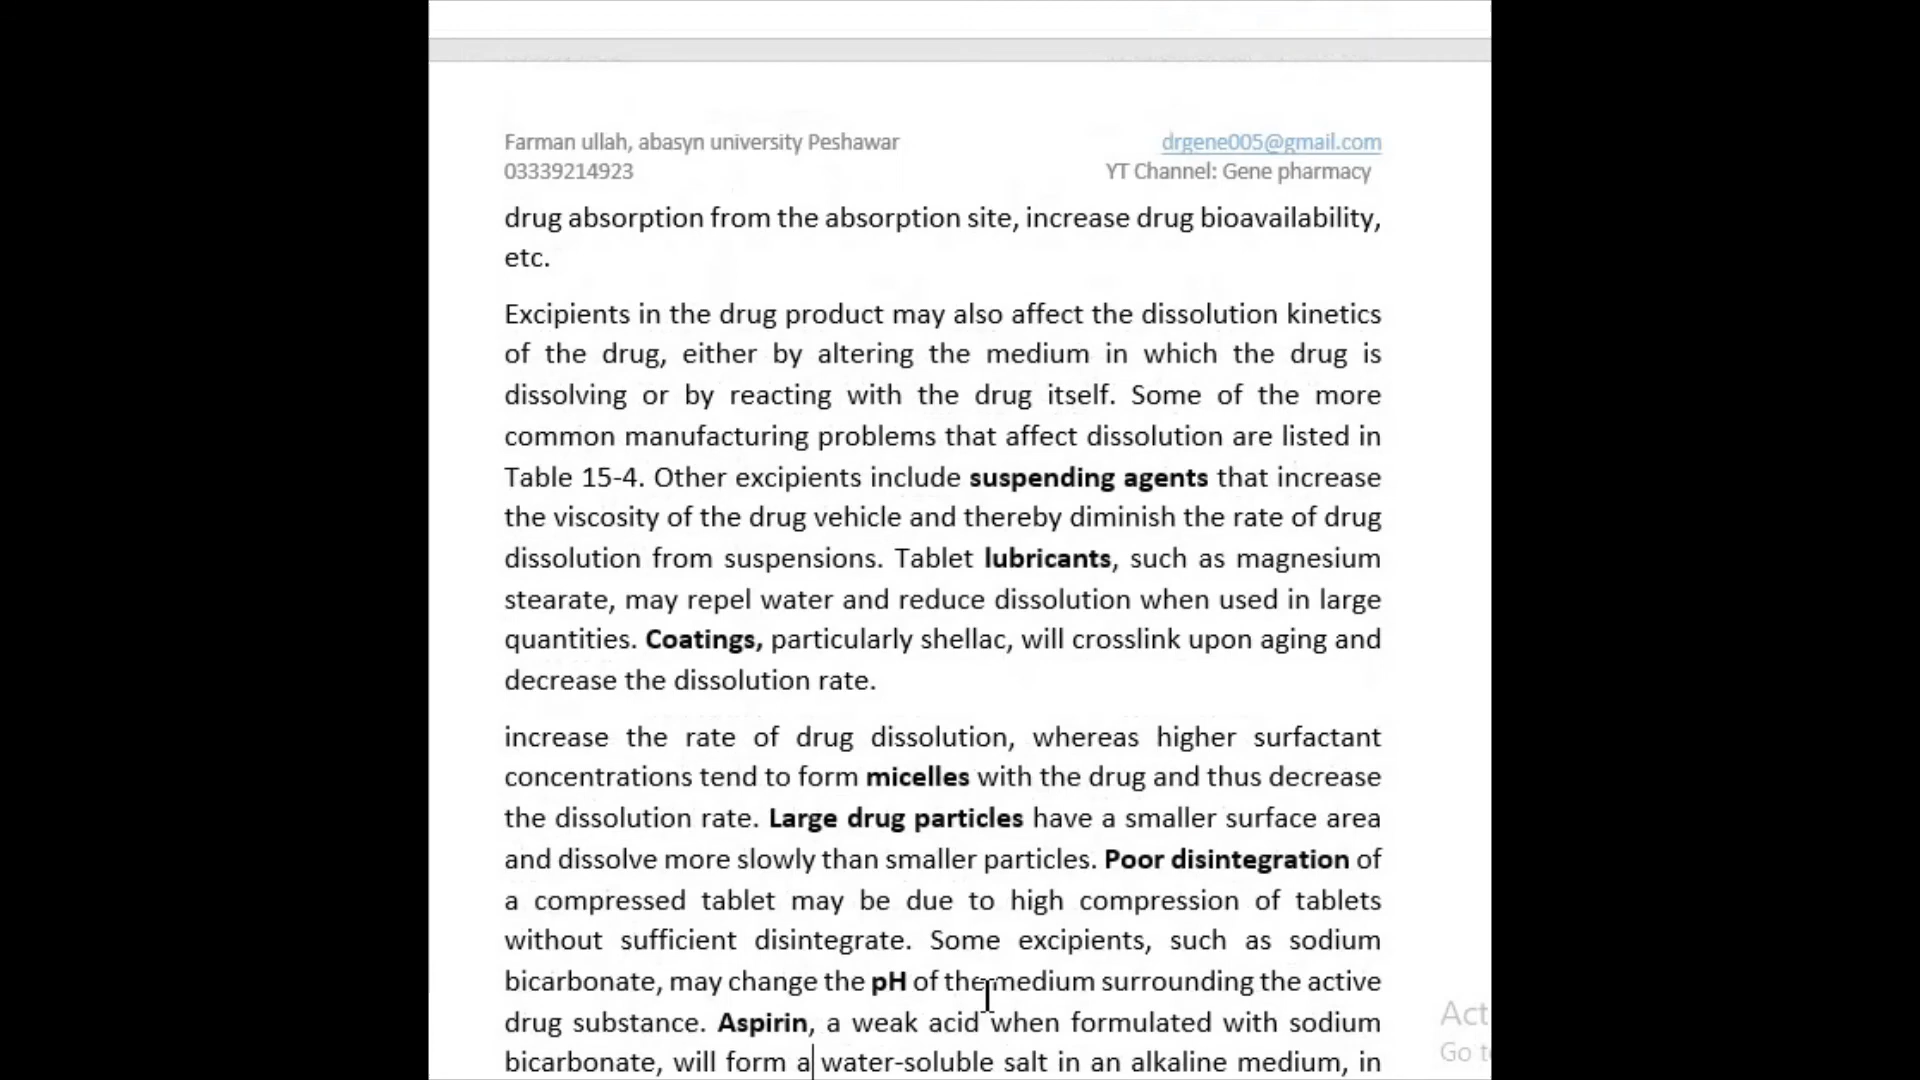 Farman ullah, abasyn university Peshawar drgene005@gmail.com
03339214923 YT Channel: Gene pharmacy
drug absorption from the absorption site, increase drug bioavailability,
etc.
Excipients in the drug product may also affect the dissolution kinetics
of the drug, either by altering the medium in which the drug is
dissolving or by reacting with the drug itself. Some of the more
common manufacturing problems that affect dissolution are listed in
Table 15-4. Other excipients include suspending agents that increase
the viscosity of the drug vehicle and thereby diminish the rate of drug
dissolution from suspensions. Tablet lubricants, such as magnesium
stearate, may repel water and reduce dissolution when used in large
quantities. Coatings, particularly shellac, will crosslink upon aging and
decrease the dissolution rate.
increase the rate of drug dissolution, whereas higher surfactant
concentrations tend to form micelles with the drug and thus decrease
the dissolution rate. Large drug particles have a smaller surface area
and dissolve more slowly than smaller particles. Poor disintegration of
a compressed tablet may be due to high compression of tablets
without sufficient disintegrate. Some excipients, such as sodium
bicarbonate, may change the pH of the medium surrounding the active
drug substance. Aspirin, a weak acid when formulated with sodium
bicarbonate, will form a water-soluble salt in an alkaline medium, in
Act
Go t